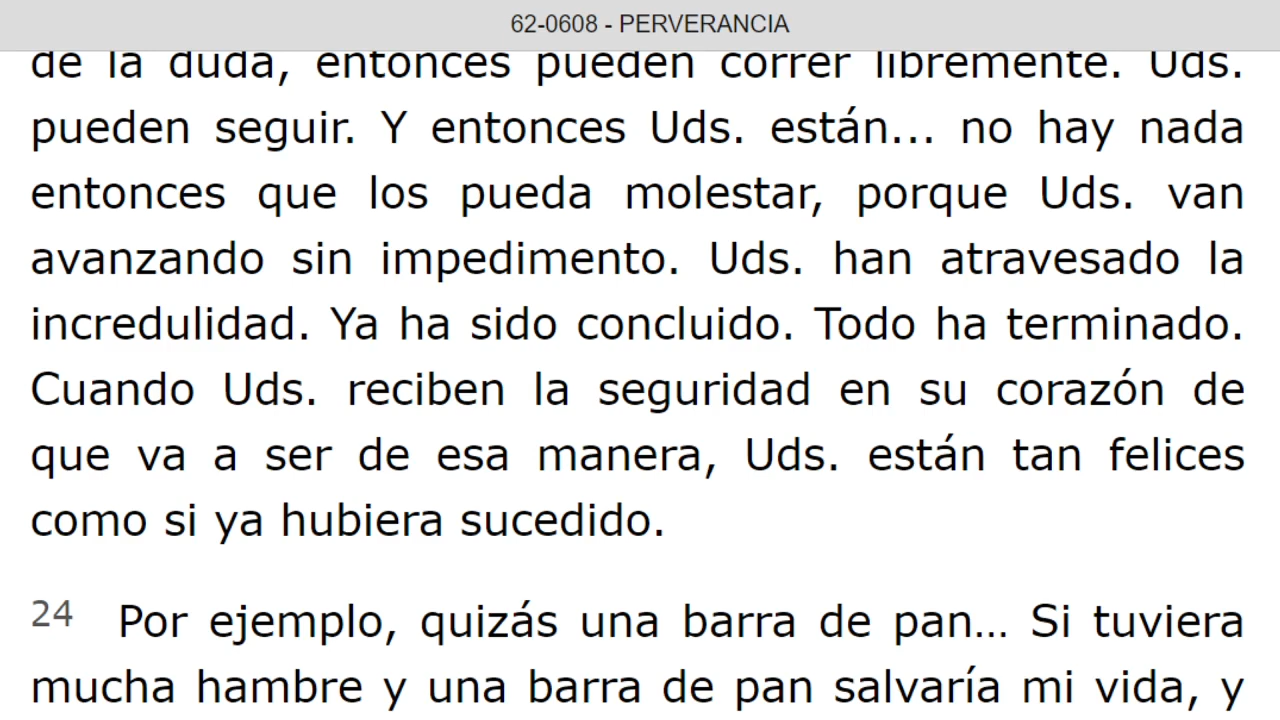 62-0608 - PERVERANCIA
de la duda, entonces pueden correr libremente. Uds.
pueden seguir. Y entonces Uds. están... no hay nada
entonces que los pueda molestar, porque Uds. van
avanzando sin impedimento. Uds. han atravesado la
incredulidad. Ya ha sido concluido. Todo ha terminado.
Cuando Uds. reciben la seguridad en su corazón de
que va a ser de esa manera, Uds. están tan felices
como si ya hubiera sucedido.
24 Por ejemplo, quizás una barra de pan... Si tuviera
mucha hambre y una barra de pan salvaría mi vida, y